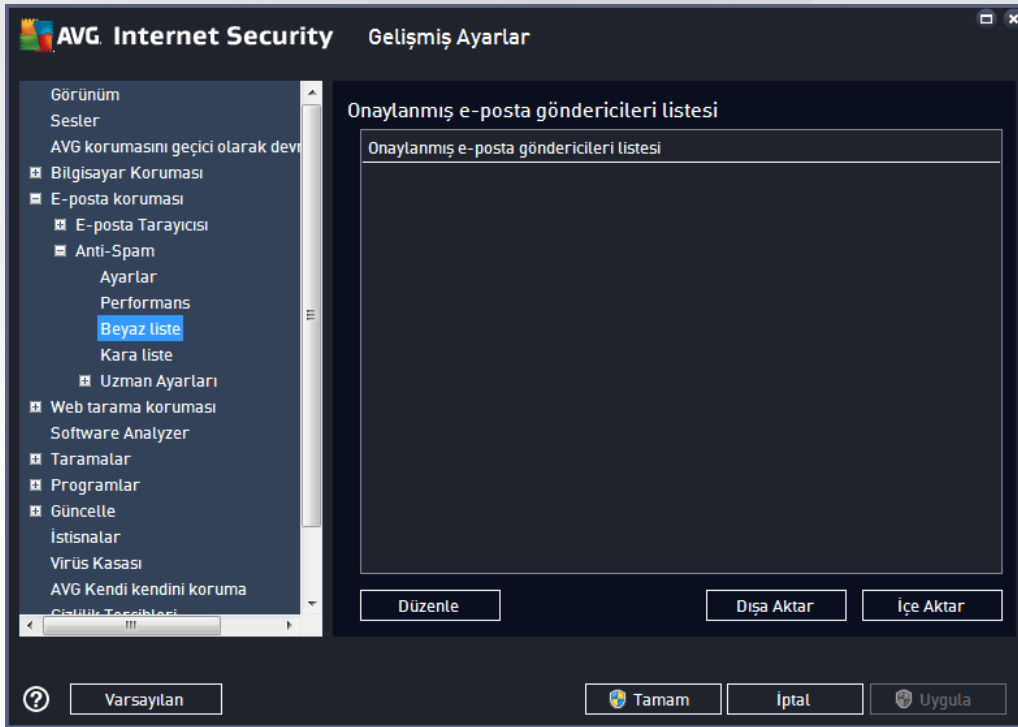 AVG Internet Security Gelişmiş Ayarlar
Görünüm
Sesler
AVG korumasını geçici olarak devr
Bilgisayar Koruması
E-posta koruması
E-posta Tarayıcısı
Anti-Spam
Ayarlar
Performans
Beyaz liste
Kara liste
Uzman Ayarları
Web tarama koruması
Software Analyzer
Taramalar
Programlar
Güncelle
İstisnalar
Virüs Kasası
AVG Kendi kendini koruma
Gizlilik Tercihleri
Onaylanmış e-posta göndericileri listesi
Onaylanmış e-posta göndericileri listesi
Düzenle
Dışa Aktar
İçe Aktar
Varsayılan
Tamam
İptal
Uygula